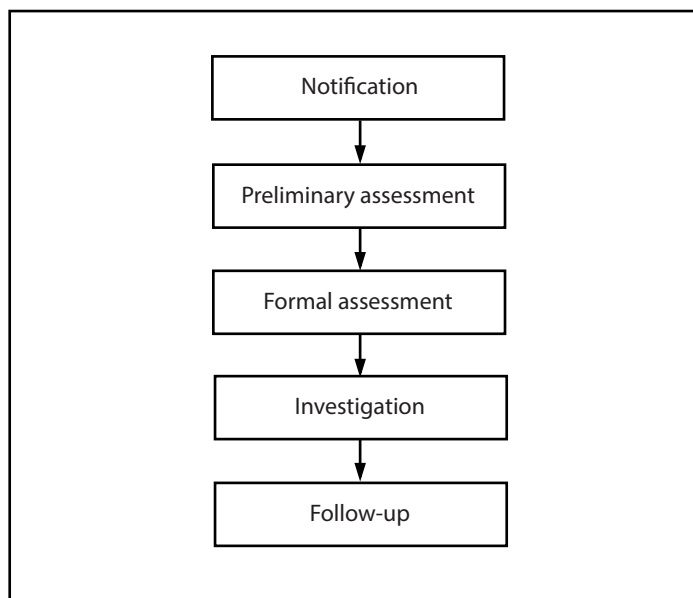 Notification
Preliminary assessment
Formal assessment
Investigation
Follow-up